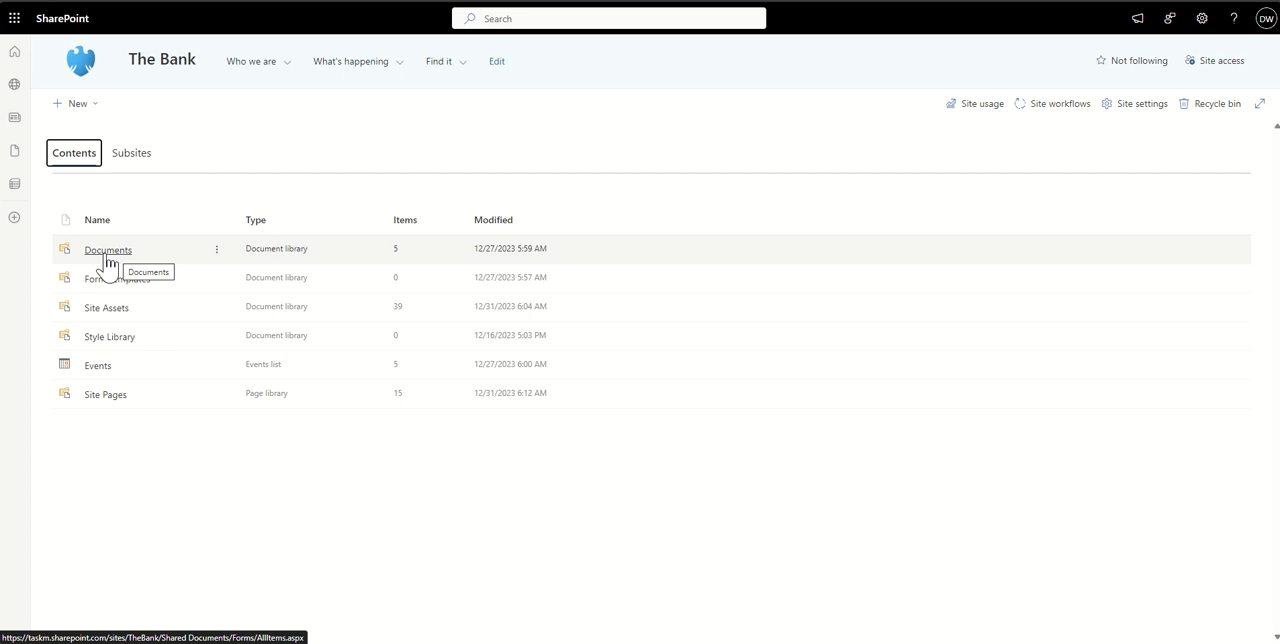 SharePoint
Search
DW
The Bank
Who we are
What's happening
Find it
Edit
Not following
Site access
New
Site usage
Site workflows
Site settings
Recycle bin
Contents
Subsites
Name Type Items Modified
Documents Document library 5 12/27/2023 5:59 AM
Documents
Document library 0 12/27/2023 5:57 AM
Site Assets Document library 39 12/31/2023 6:04 AM
Style Library Document library 0 12/16/2023 5:03 PM
Events Events list 5 12/27/2023 6:00 AM
Site Pages Page library 15 12/31/2023 6:12 AM
https://taskm.sharepoint.com/sites/TheBank/Shared Documents/Forms/AllItems.aspx